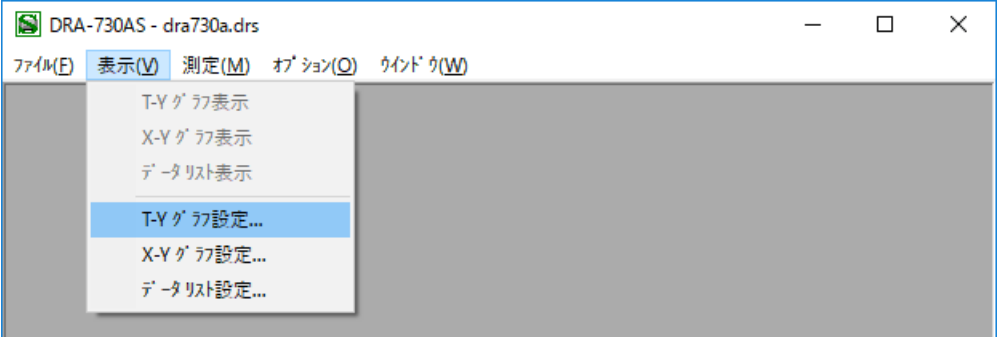 DRA-730AS - dra730a.drs
ﾌｧｲﾙ(F) 表示(V) 測定(M) ｵﾌﾟｼｮﾝ(O) ｳｲﾝﾄﾞｳ(W)
T-Y ｸﾞﾗﾌ表示
X-Y ｸﾞﾗﾌ表示
ﾃﾞｰﾀ ﾘｽﾄ表示
T-Y ｸﾞﾗﾌ設定...
X-Y ｸﾞﾗﾌ設定...
ﾃﾞｰﾀ ﾘｽﾄ設定...